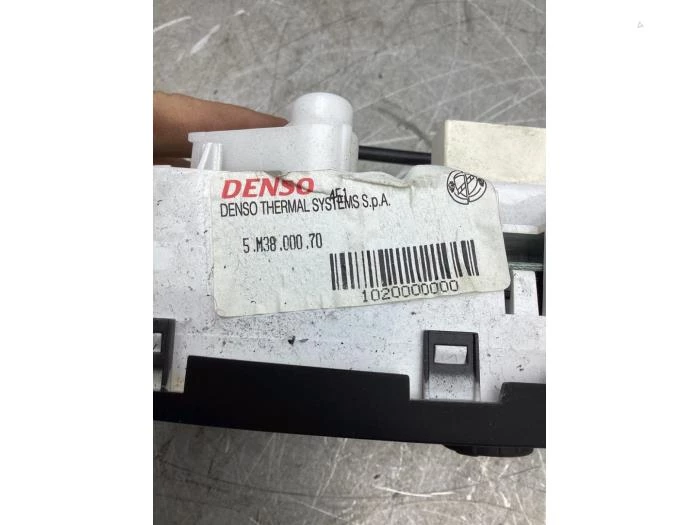 DENSO 4E1
DENSO THERMAL SYSTEMS S.p.A.
5.M38.000.70
1020000000